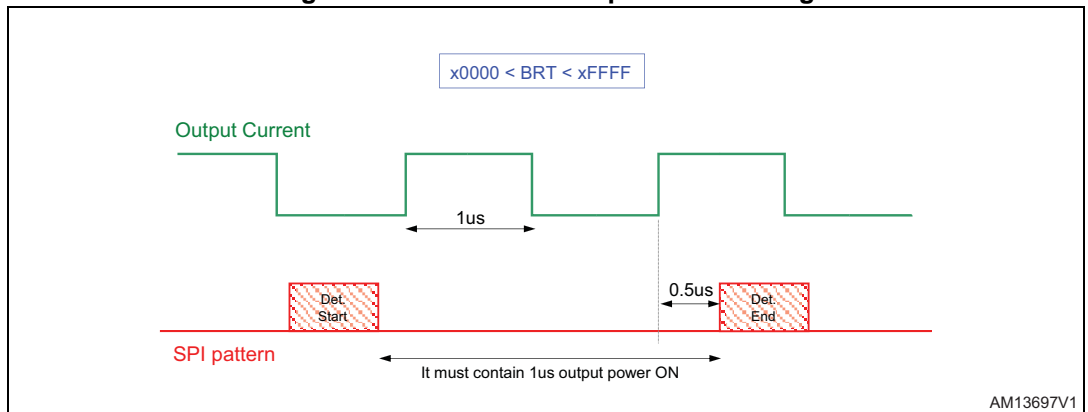 x0000 < BRT < xFFFF
Output Current
1us
Det.
Start
0.5us
Det.
End
SPI pattern
It must contain 1us output power ON
AM13697V1